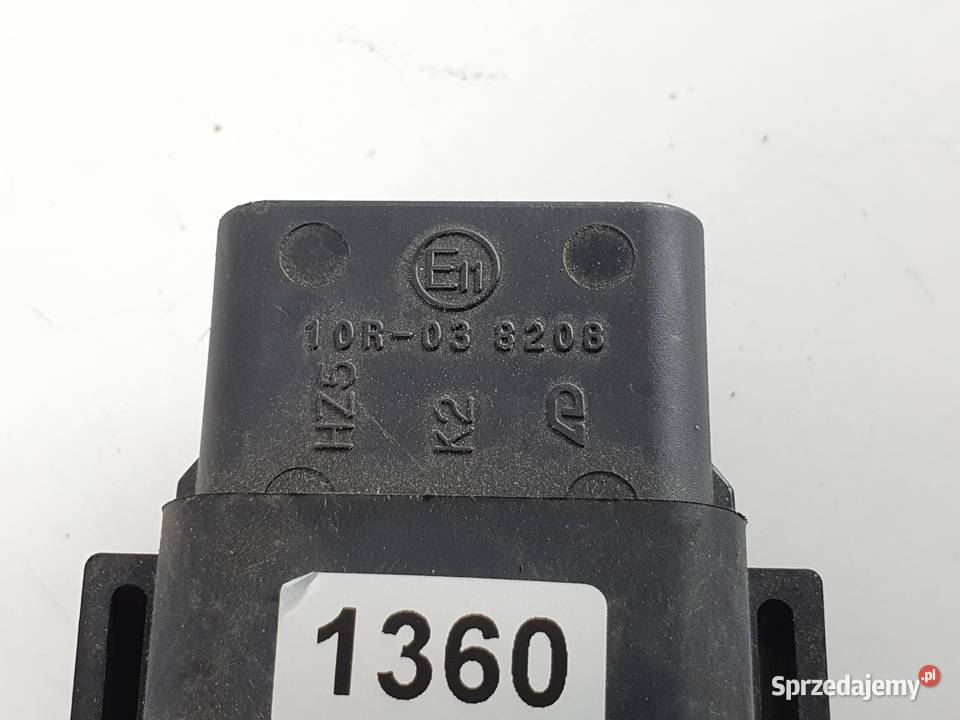 E11
10R-03 8208
HZ5
K2
1360
Sprzedajemy.pl